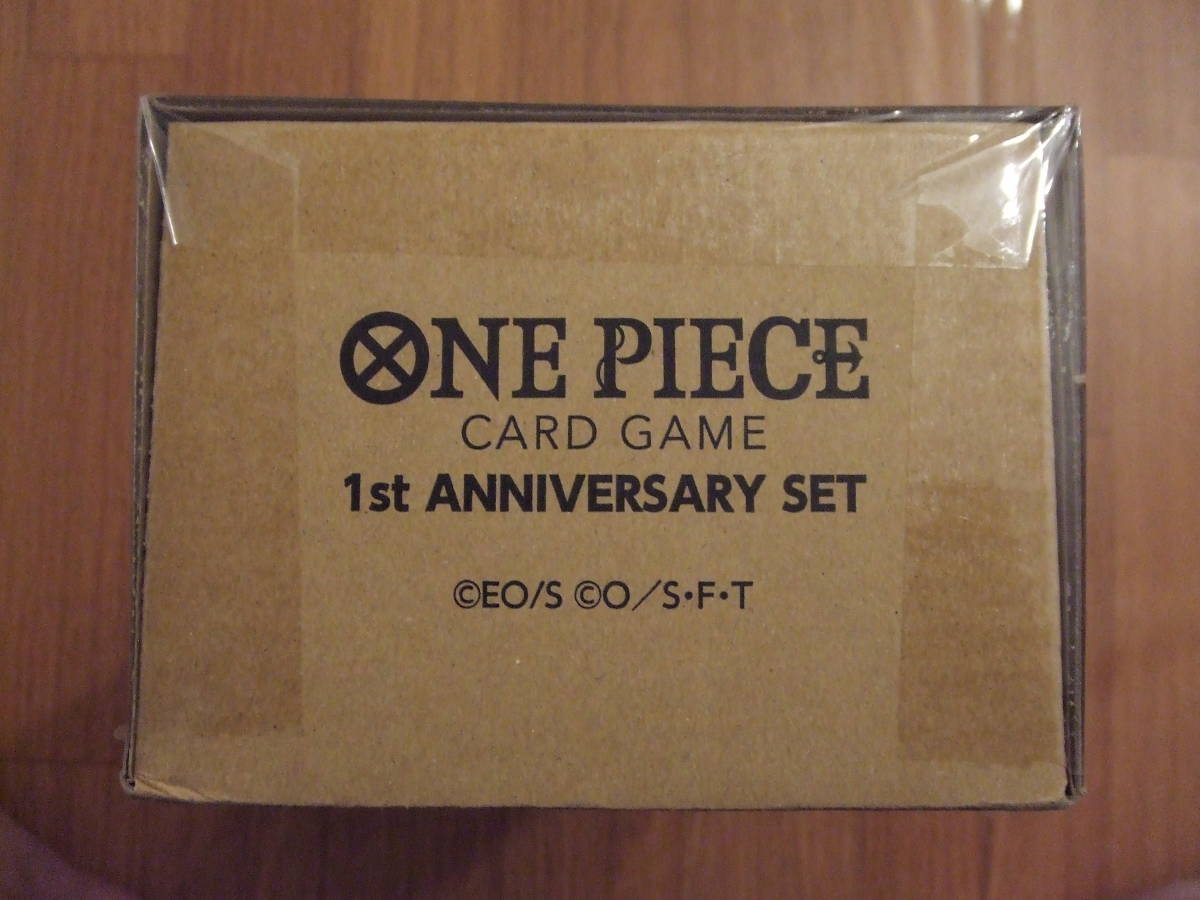 ONE PIECE
CARD GAME
1st ANNIVERSARY SET
©EO/S ©O／S・F・T